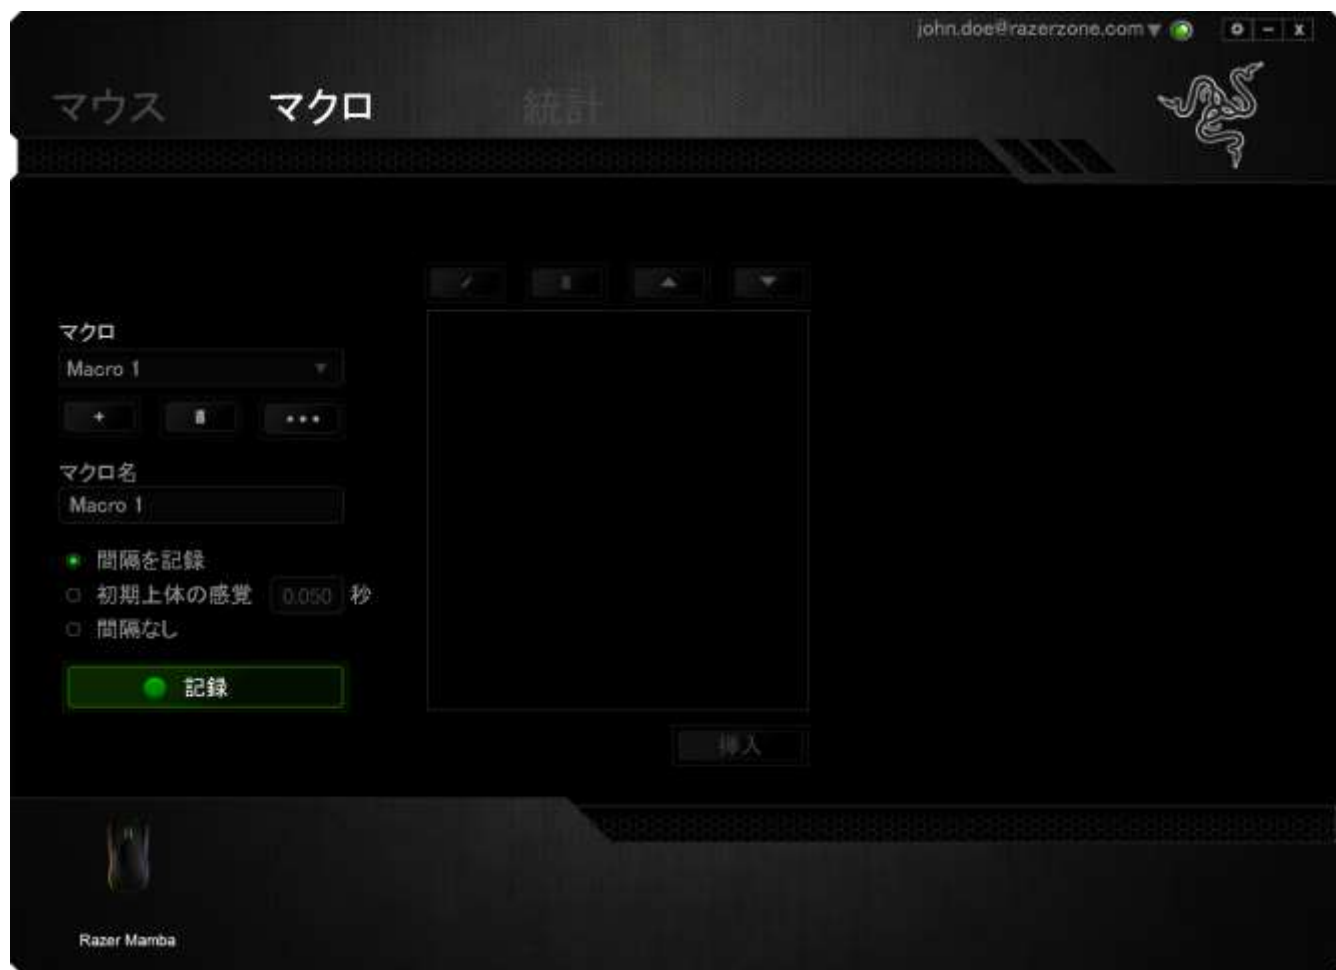 john.doe@razerzone.com
マウス マクロ 統計
マクロ
Macro 1
マクロ名
Macro 1
間隔を記録
初期上体の感覚 0.050 秒
間隔なし
記録
挿入
Razer Mamba